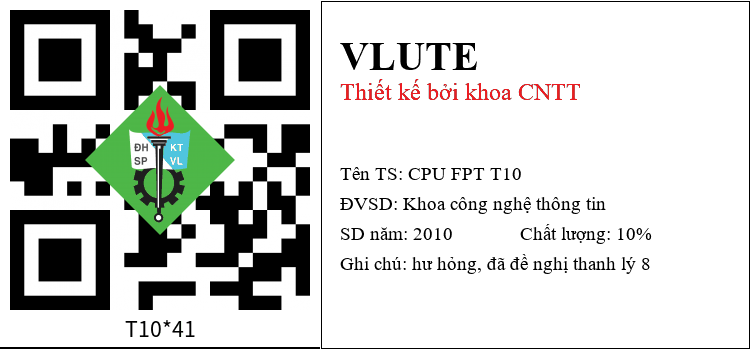 ĐH KT
SP VL
T10*41
VLUTE
Thiết kế bởi khoa CNTT
Tên TS: CPU FPT T10
ĐVSD: Khoa công nghệ thông tin
SD năm: 2010 Chất lượng: 10%
Ghi chú: hư hỏng, đã đề nghị thanh lý 8